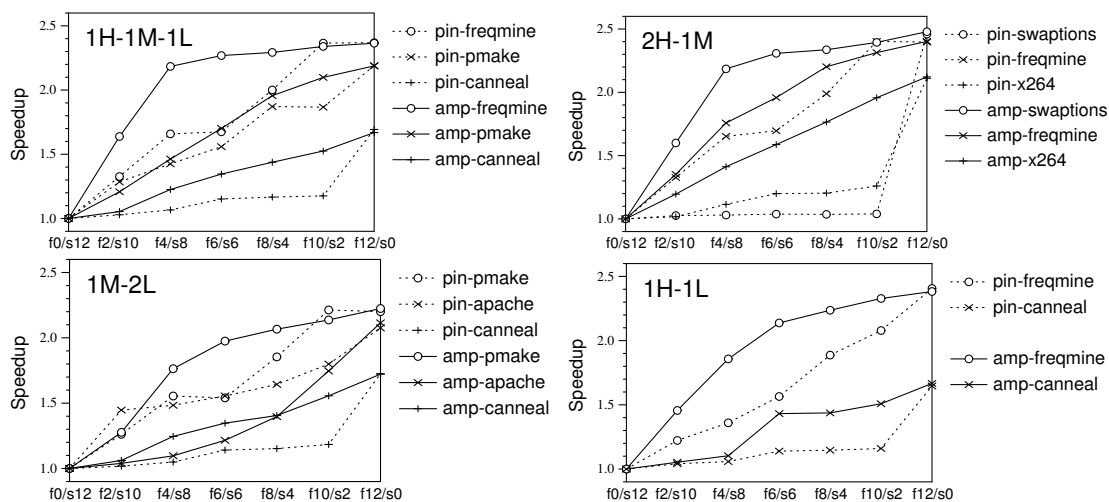 1H-1M-1L
2.5
2.0
1.5
1.0
Speedup
f0/s12 f2/s10 f4/s8 f6/s6 f8/s4 f10/s2 f12/s0
pin-freqmine
pin-pmake
pin-canneal
amp-freqmine
amp-pmake
amp-canneal
2H-1M
2.5
2.0
1.5
1.0
Speedup
f0/s12 f2/s10 f4/s8 f6/s6 f8/s4 f10/s2 f12/s0
pin-swaptions
pin-freqmine
pin-x264
amp-swaptions
amp-freqmine
amp-x264
1M-2L
2.5
2.0
1.5
1.0
Speedup
f0/s12 f2/s10 f4/s8 f6/s6 f8/s4 f10/s2 f12/s0
pin-pmake
pin-apache
pin-canneal
amp-pmake
amp-apache
amp-canneal
1H-1L
2.5
2.0
1.5
1.0
Speedup
f0/s12 f2/s10 f4/s8 f6/s6 f8/s4 f10/s2 f12/s0
pin-freqmine
pin-canneal
amp-freqmine
amp-canneal